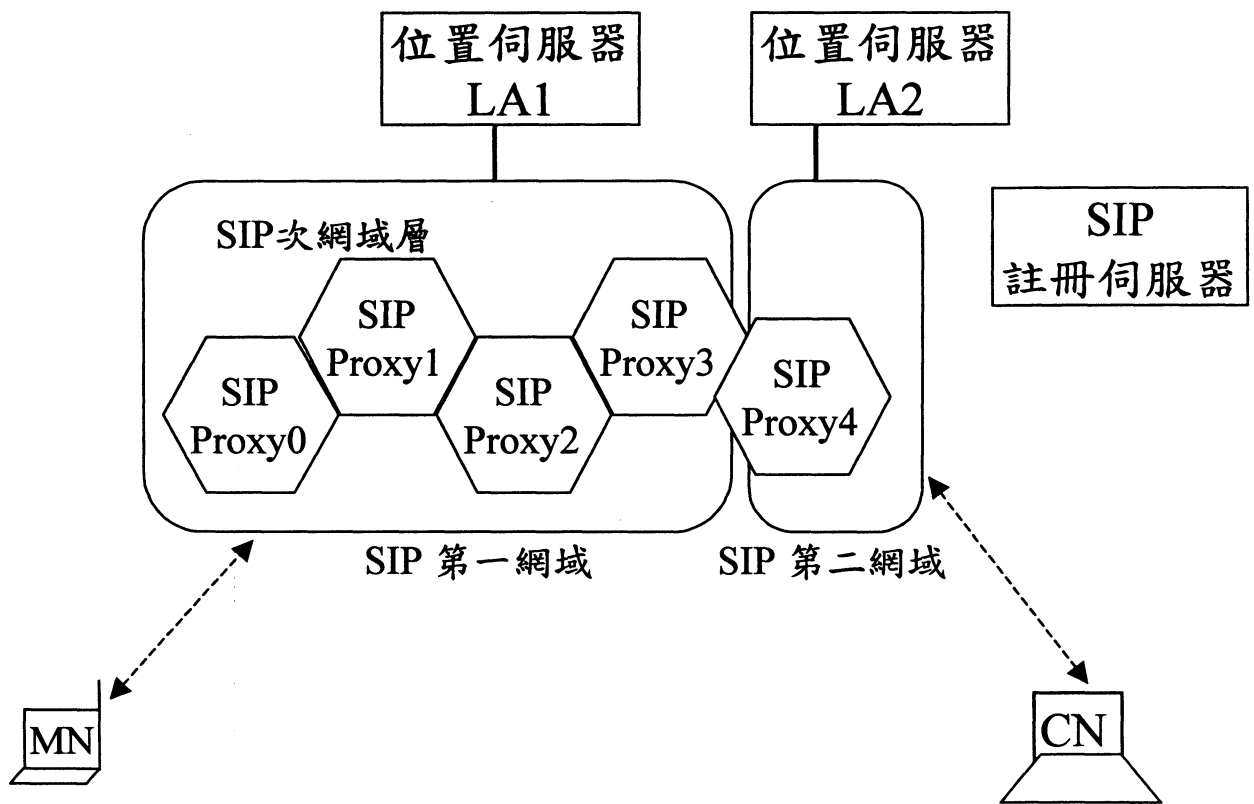 位置伺服器
LA1
位置伺服器
LA2
SIP
註冊伺服器
SIP次網域層
SIP
Proxy0
SIP
Proxy1
SIP
Proxy2
SIP
Proxy3
SIP
Proxy4
SIP 第一網域
SIP 第二網域
MN
CN